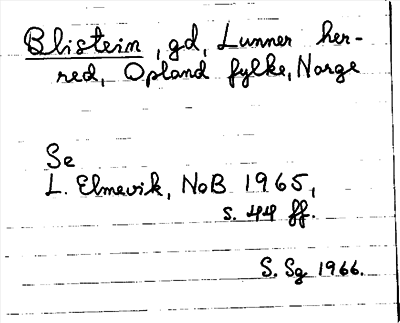 Blistein, gd, Lunner her-
red, Opland fylke, Norge
Se
L. Elmevik, NoB 1965,
s. 44 ff.
S. Sg 1966.